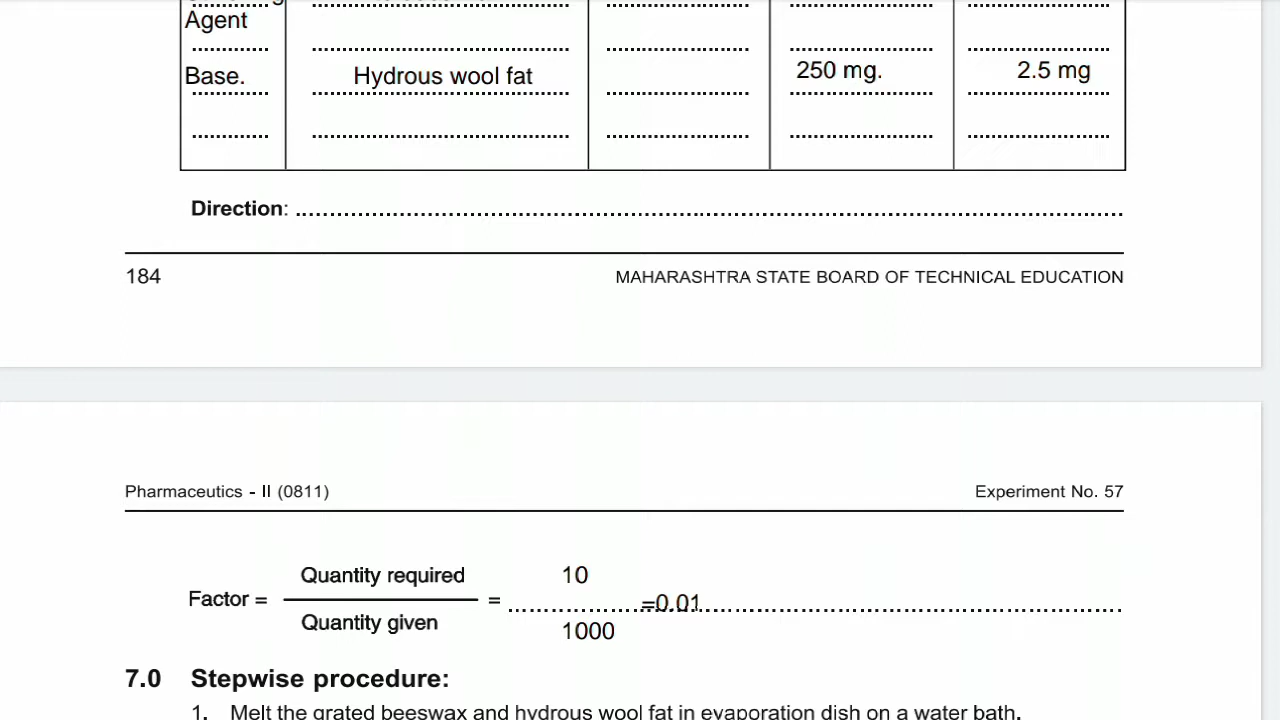 Agent
Base. Hydrous wool fat 250 mg. 2.5 mg
Direction:
184 MAHARASHTRA STATE BOARD OF TECHNICAL EDUCATION
Pharmaceutics - II (0811) Experiment No. 57
Factor = Quantity required / Quantity given = 10 / 1000 =0.01
7.0 Stepwise procedure:
1. Melt the grated beeswax and hydrous wool fat in evaporation dish on a water bath.